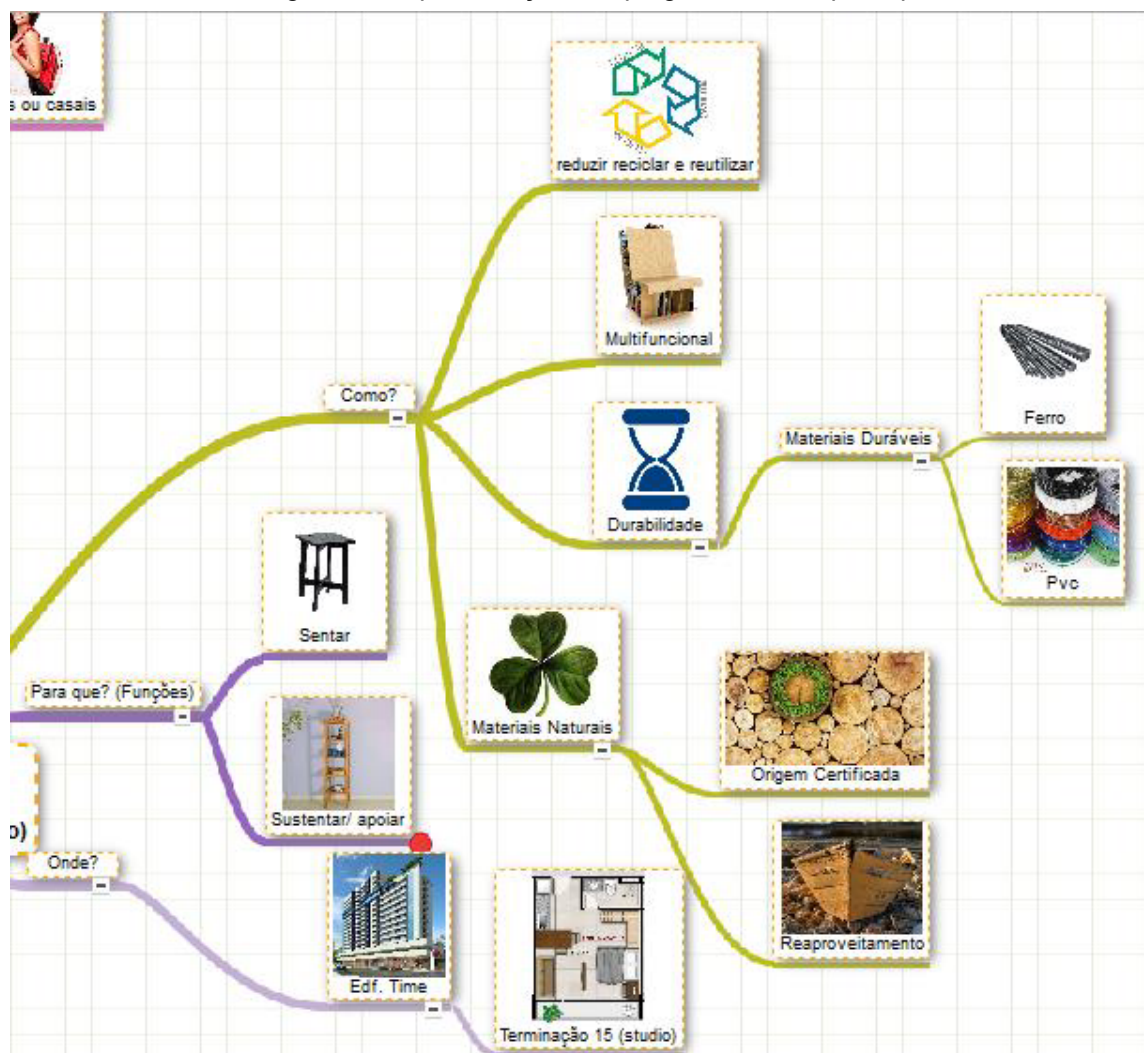 s ou casais
reduzir reciclar e reutilizar
Multifuncional
Como?
Durabilidade
Materiais Duráveis
Ferro
Pvc
Materiais Naturais
Origem Certificada
Reaproveitamento
Para que? (Funções)
Sentar
Sustentar/ apoiar
o)
Onde?
Edf. Time
Terminação 15 (studio)